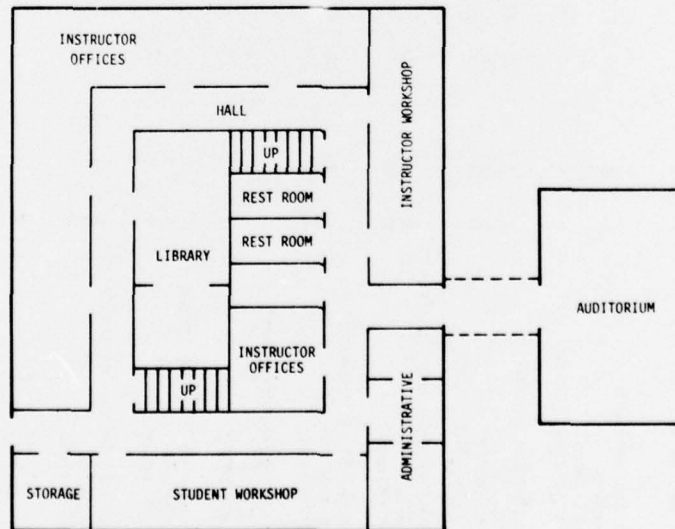 INSTRUCTOR
OFFICES
HALL
INSTRUCTOR WORKSHOP
UP
REST ROOM
REST ROOM
LIBRARY
AUDITORIUM
INSTRUCTOR
OFFICES
UP
ADMINISTRATIVE
STORAGE
STUDENT WORKSHOP